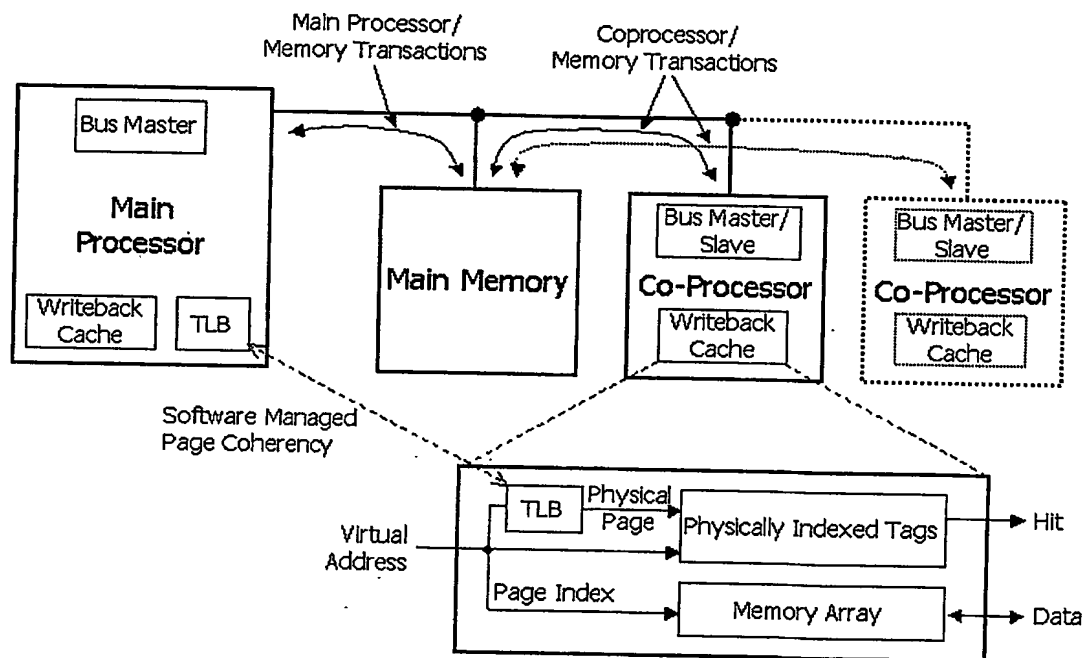 Main Processor/
Memory Transactions
Coprocessor/
Memory Transactions
Bus Master
Main
Processor
Writeback
Cache
TLB
Main Memory
Bus Master/
Slave
Co-Processor
Writeback
Cache
Bus Master/
Slave
Co-Processor
Writeback
Cache
Software Managed
Page Coherency
TLB
Physical
Page
Physically Indexed Tags
Hit
Virtual
Address
Page Index
Memory Array
Data